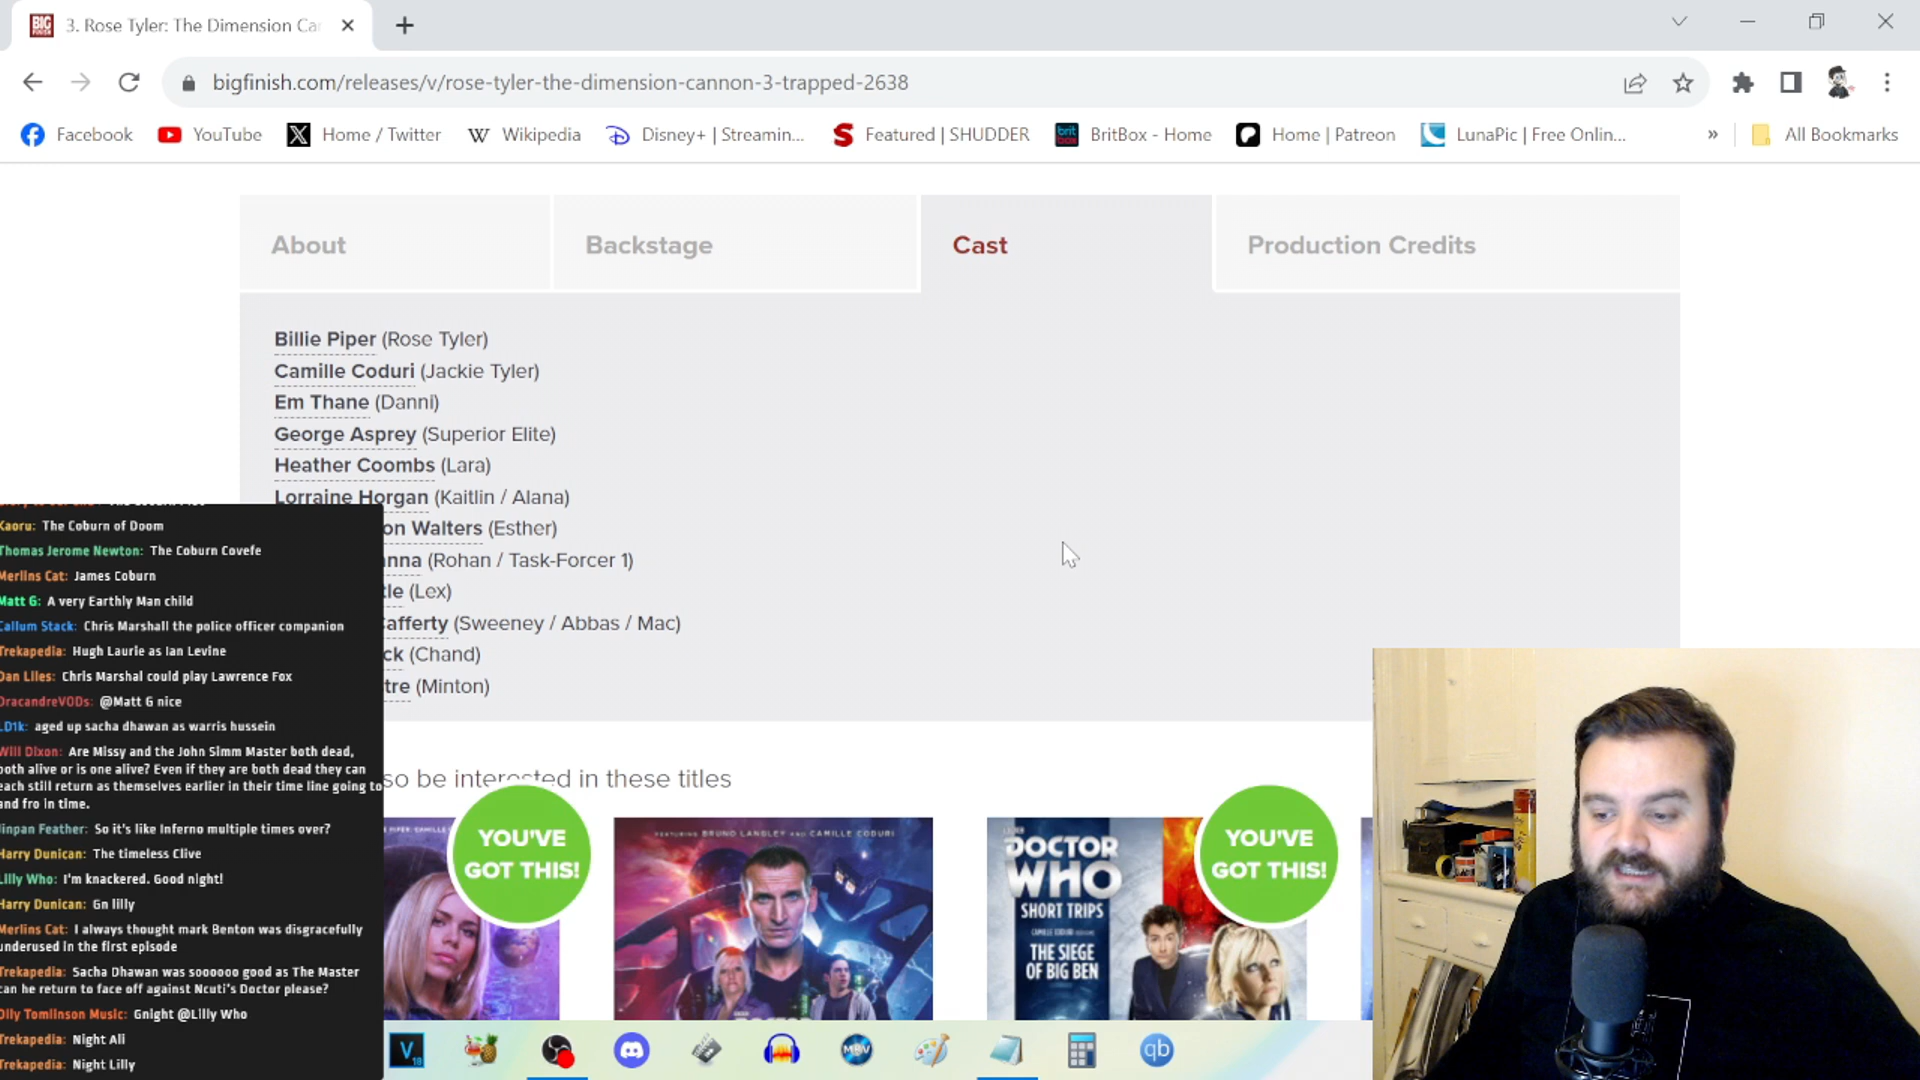 3. Rose Tyler: The Dimension Ca
bigfinish.com/releases/v/rose-tyler-the-dimension-cannon-3-trapped-2638
Facebook YouTube Home / Twitter Wikipedia Disney+ | Streamin... Featured | SHUDDER BritBox - Home Home | Patreon LunaPic | Free Onlin... » All Bookmarks
About Backstage Cast Production Credits
Billie Piper (Rose Tyler)
Camille Coduri (Jackie Tyler)
Em Thane (Danni)
George Asprey (Superior Elite)
Heather Coombs (Lara)
Lorraine Horgan (Kaitlin / Alana)
on Walters (Esther)
anna (Rohan / Task-Forcer 1)
tle (Lex)
afferty (Sweeney / Abbas / Mac)
ck (Chand)
tre (Minton)
so be interested in these titles
YOU'VE
GOT THIS!
FEATURING BRUNO LANGLEY AND CAMILLE CODURI
DOCTOR
WHO
SHORT TRIPS
THE SIEGE
OF BIG BEN
YOU'VE
GOT THIS!
Kaoru: The Coburn of Doom
Thomas Jerome Newton: The Coburn Covefe
Merlins Cat: James Coburn
Matt G: A very Earthly Man child
Callum Stack: Chris Marshall the police officer companion
Trekapedia: Hugh Laurie as Ian Levine
Dan Liles: Chris Marshal could play Lawrence Fox
DracandreVODs: @Matt G nice
LD1k: aged up sacha dhawan as warris hussein
Will Dixon: Are Missy and the John Simm Master both dead,
both alive or is one alive? Even if they are both dead they can
each still return as themselves earlier in their time line going to
and fro in time.
Jinpan Feather: So it's like Inferno multiple times over?
Harry Dunican: The timeless Clive
Lilly Who: I'm knackered. Good night!
Harry Dunican: Gn lilly
Merlins Cat: I always thought mark Benton was disgracefully
underused in the first episode
Trekapedia: Sacha Dhawan was soooooo good as The Master
can he return to face off against Ncuti's Doctor please?
Olly Tomlinson Music: Gnight @Lilly Who
Trekapedia: Night Ali
Trekapedia: Night Lilly